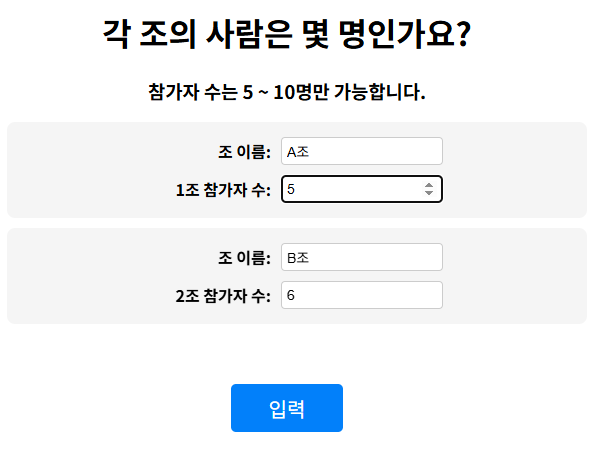 각 조의 사람은 몇 명인가요?
참가자 수는 5 ~ 10명만 가능합니다.
조 이름: A조
1조 참가자 수: 5
조 이름: B조
2조 참가자 수: 6
입력